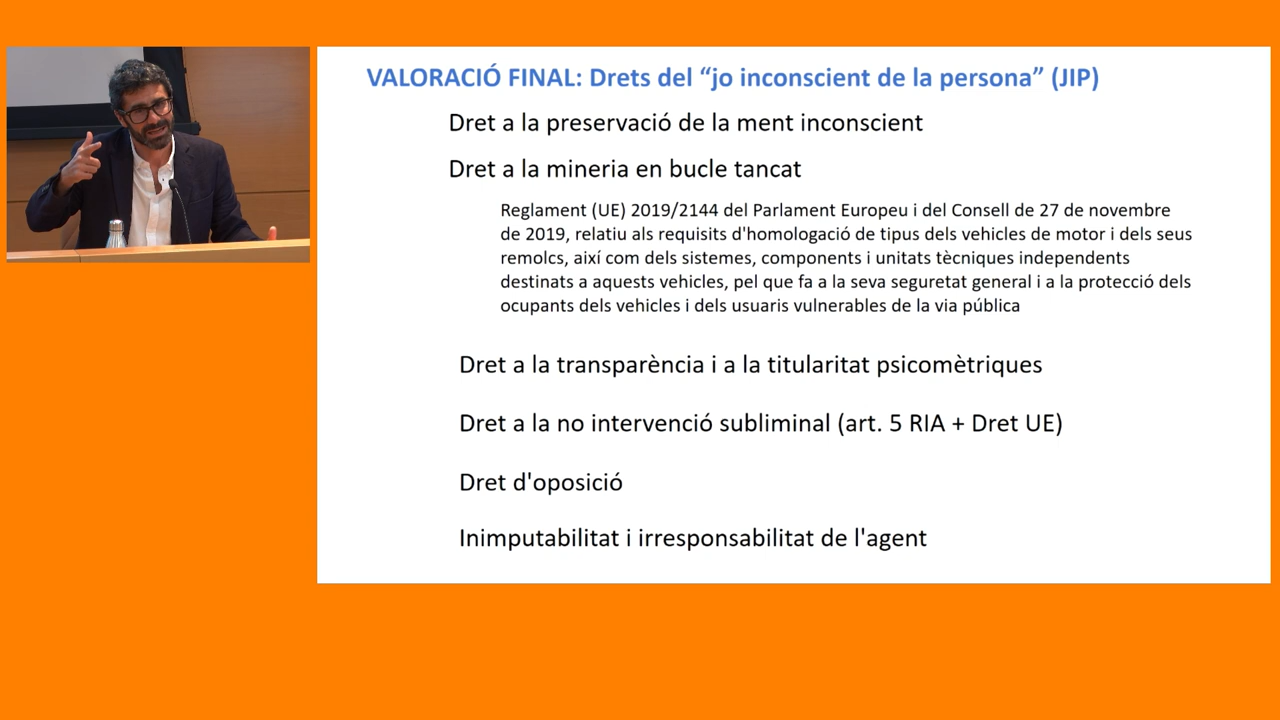 VALORACIÓ FINAL: Drets del “jo inconscient de la persona” (JIP)
Dret a la preservació de la ment inconscient
Dret a la mineria en bucle tancat
Reglament (UE) 2019/2144 del Parlament Europeu i del Consell de 27 de novembre
de 2019, relatiu als requisits d'homologació de tipus dels vehicles de motor i dels seus
remolcs, així com dels sistemes, components i unitats tècniques independents
destinats a aquests vehicles, pel que fa a la seva seguretat general i a la protecció dels
ocupants dels vehicles i dels usuaris vulnerables de la via pública
Dret a la transparència i a la titularitat psicomètriques
Dret a la no intervenció subliminal (art. 5 RIA + Dret UE)
Dret d'oposició
Inimputabilitat i irresponsabilitat de l'agent